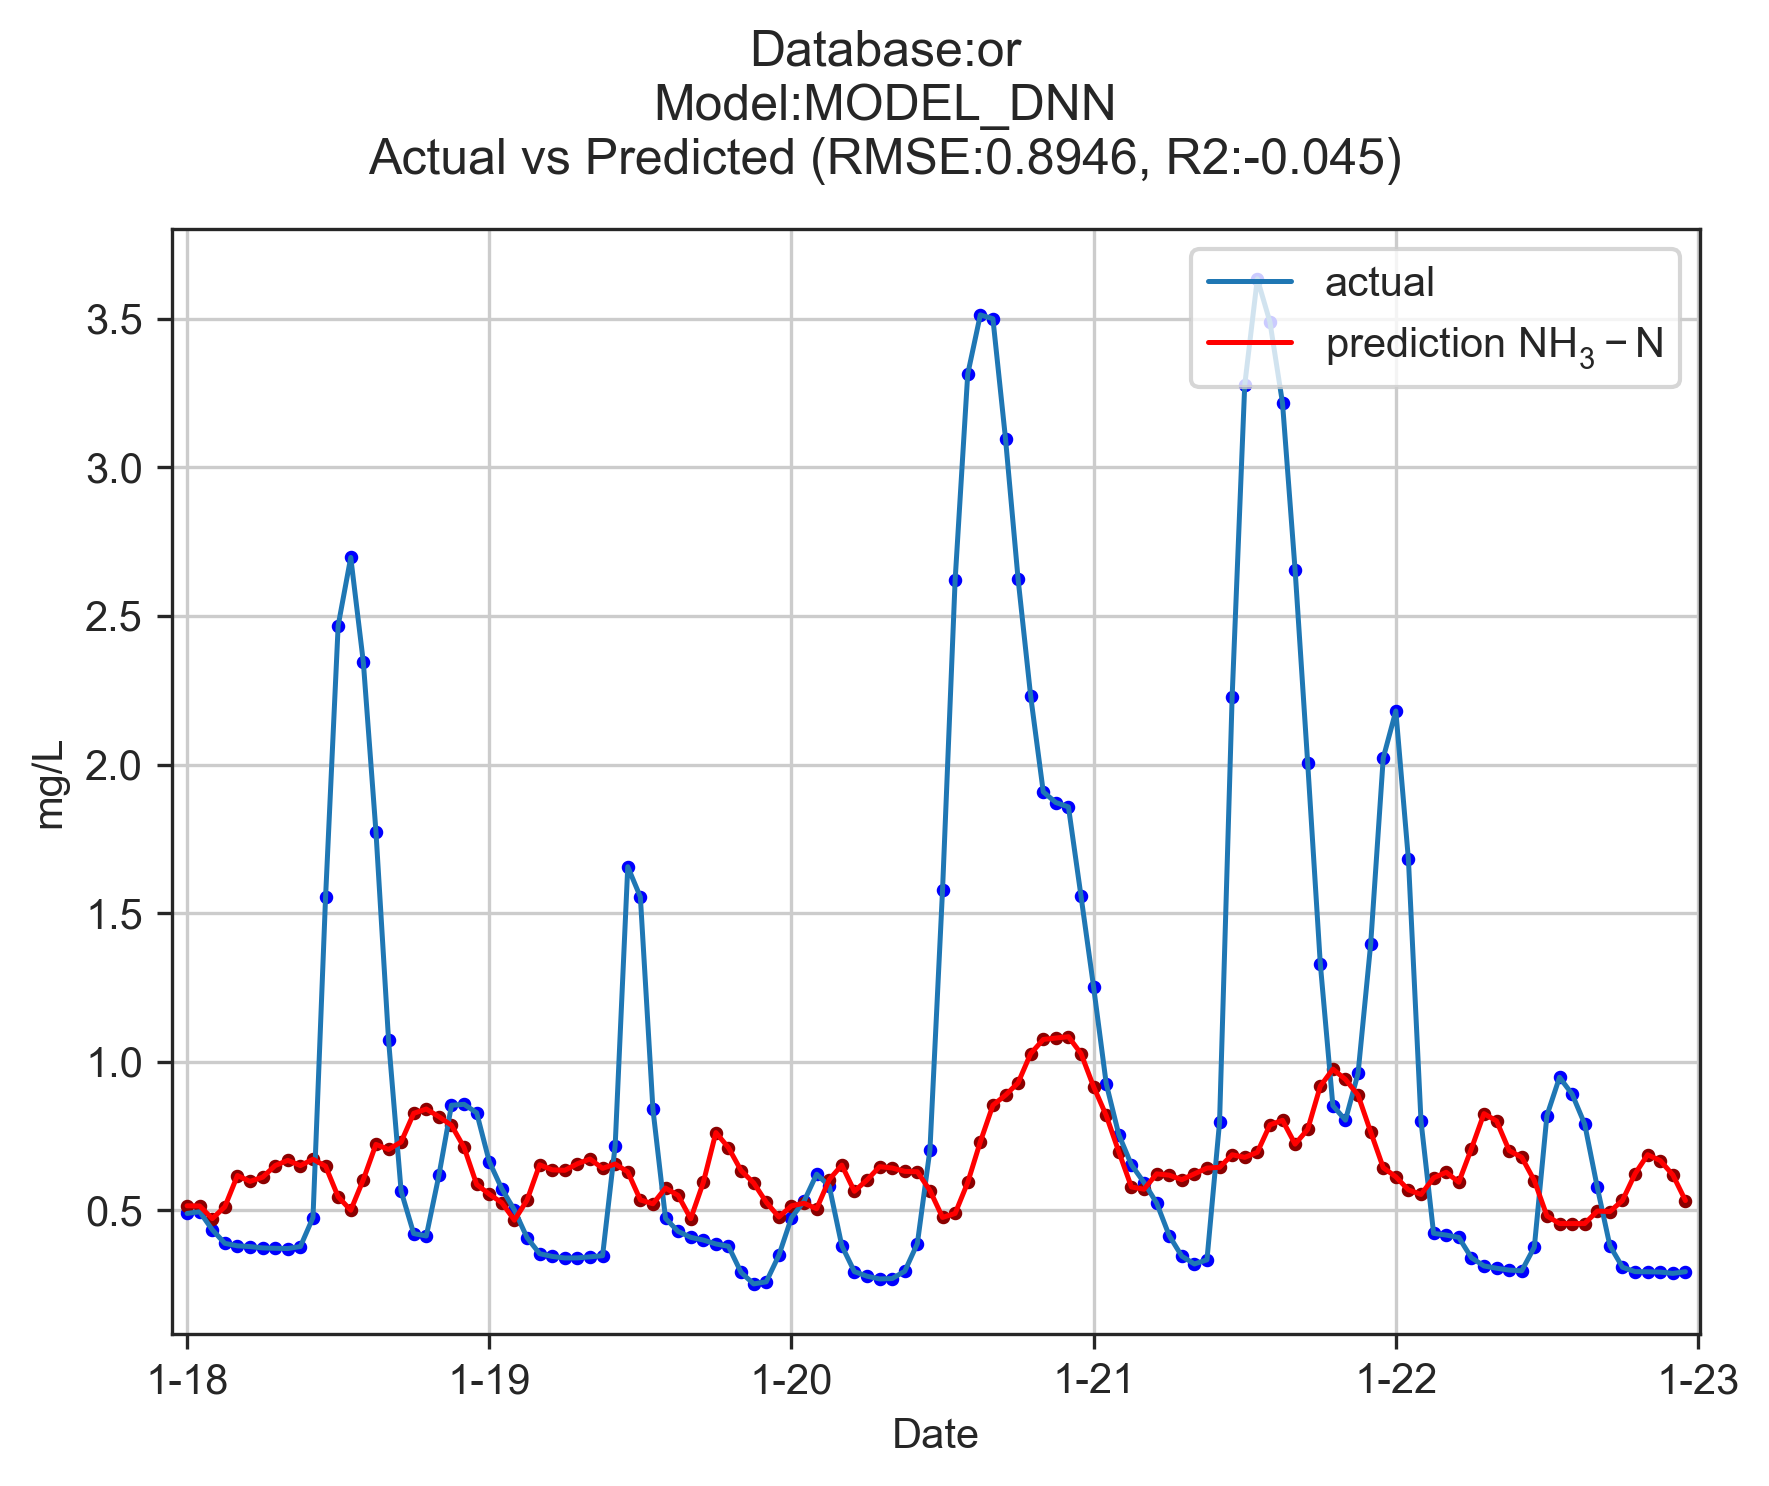 Database:or
Model:MODEL_DNN
Actual vs Predicted (RMSE:0.8946, R2:-0.045)
actual
prediction NH₃−N
3.5
3.0
2.5
2.0
1.5
1.0
0.5
mg/L
1-18 1-19 1-20 1-21 1-22 1-23
Date